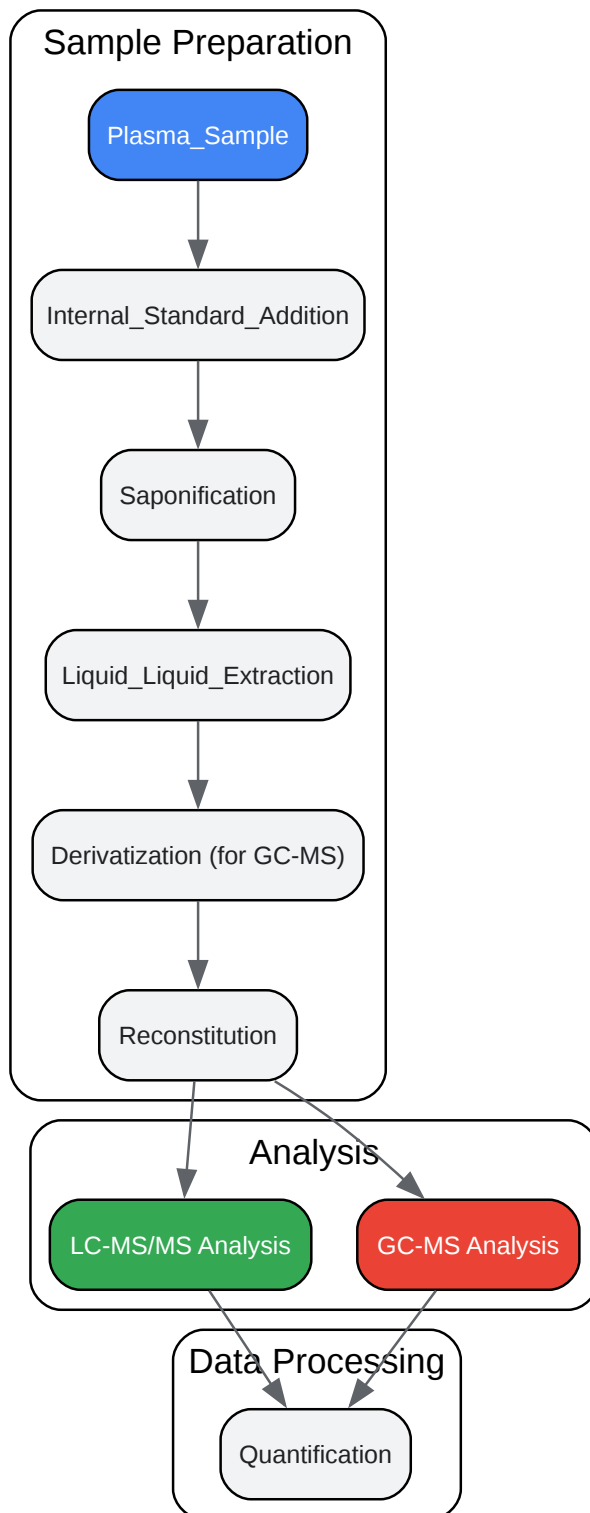 Sample Preparation
Plasma_Sample
Internal_Standard_Addition
Saponification
Liquid_Liquid_Extraction
Derivatization (for GC-MS)
Reconstitution
Analysis
LC-MS/MS Analysis
GC-MS Analysis
Data Processing
Quantification